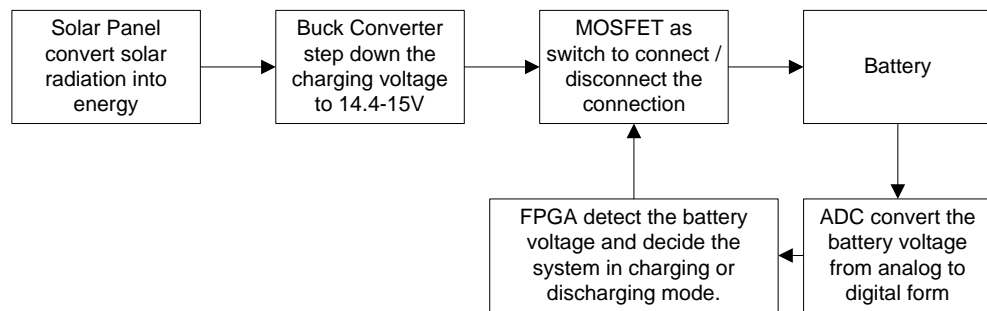 Solar Panel
convert solar
radiation into
energy
Buck Converter
step down the
charging voltage
to 14.4-15V
MOSFET as
switch to connect /
disconnect the
connection
Battery
FPGA detect the battery
voltage and decide the
system in charging or
discharging mode.
ADC convert the
battery voltage
from analog to
digital form